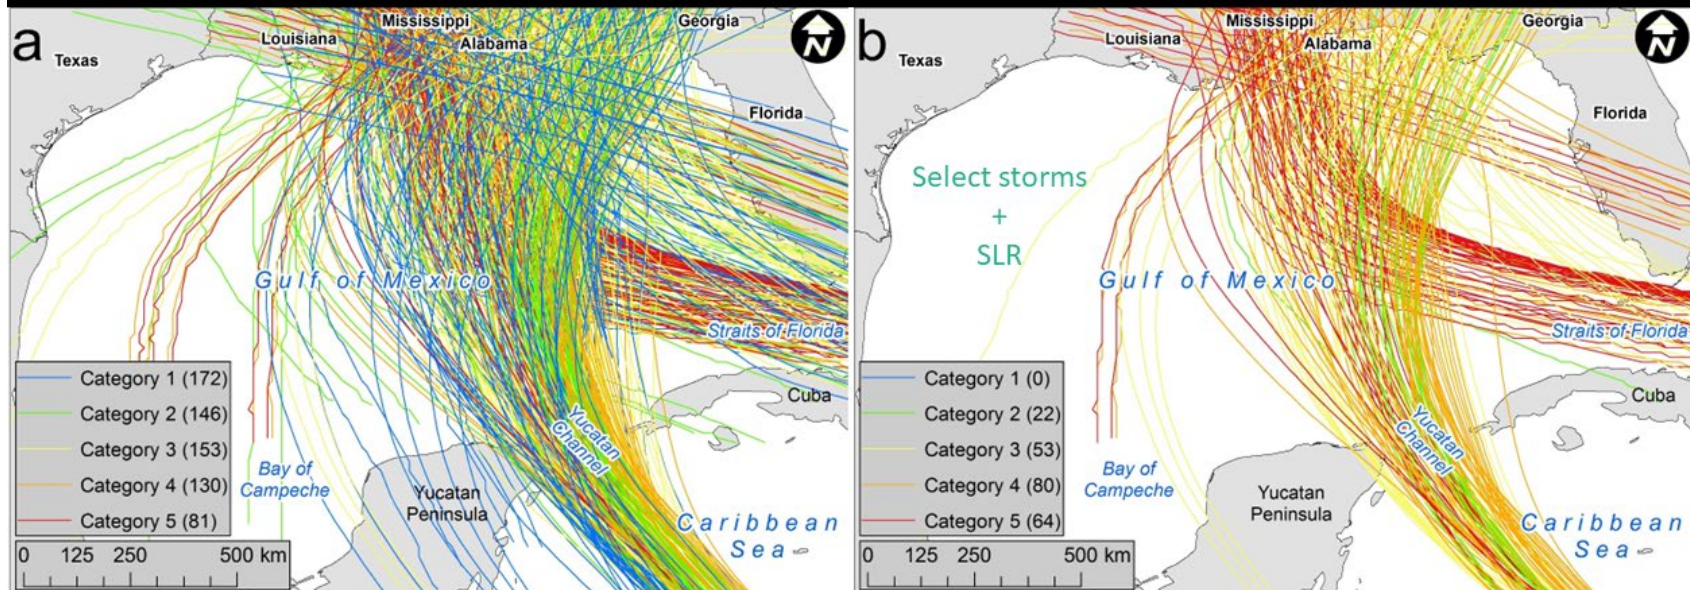 a
Mississippi
Georgia
Louisiana
Alabama
Texas
N
Florida
Gulf of Mexico
Straits of Florida
Category 1 (172)
Category 2 (146)
Category 3 (153)
Category 4 (130)
Category 5 (81)
Cuba
Yucatan
Channel
Bay of
Campeche
Yucatan
Peninsula
Caribbean
Sea
0 125 250 500 km
b
Mississippi
Georgia
Louisiana
Alabama
Texas
N
Florida
Select storms
+
SLR
Gulf of Mexico
Straits of Florida
Category 1 (0)
Category 2 (22)
Category 3 (53)
Category 4 (80)
Category 5 (64)
Cuba
Yucatan
Channel
Bay of
Campeche
Yucatan
Peninsula
Caribbean
Sea
0 125 250 500 km